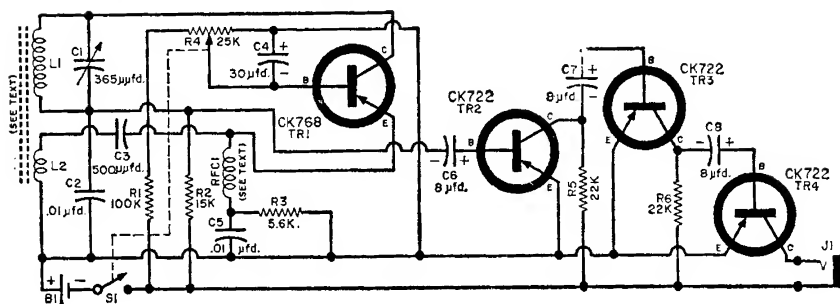 (SEE TEXT)
L1
C1
365μμfd.
R4
25K
C4
+
30μfd.
-
B
C
E
CK768
TR1
L2
C3
500μμfd.
C2
.01μfd.
R1
100K
R2
15K
RFC1
(SEE TEXT)
C5
.01 μfd.
R3
5.6K.
- +
C6
8μfd.
B
C
E
CK722
TR2
C7
+
8μfd
-
R5
22K
B
E
C
CK722
TR3
- C8 +
8μfd.
R6
22K
B
E
C
CK722
TR4
J1
+ -
B1
S1